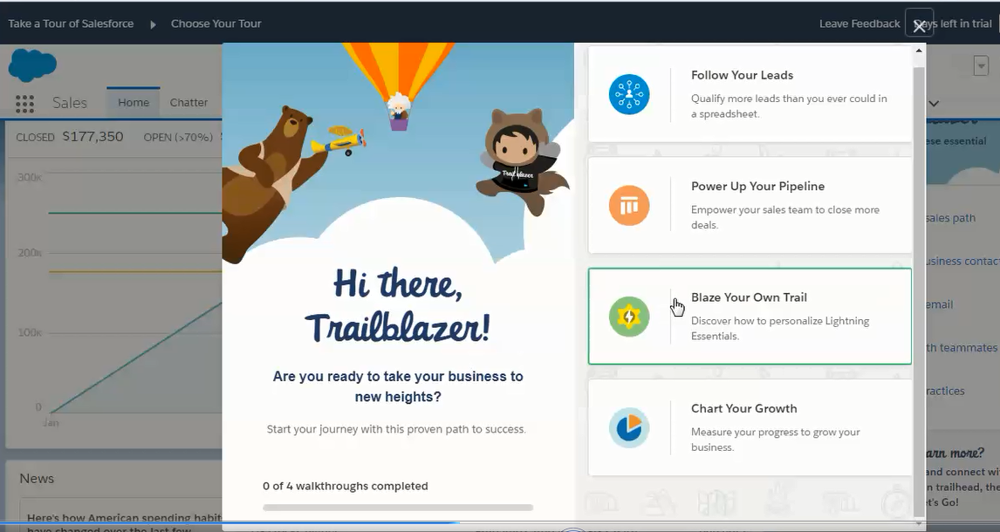 Take a Tour of Salesforce
Choose Your Tour
Leave Feedback
Days left in trial
Sales
Home
Chatter
CLOSED $177,350 OPEN (>70%)
300K
200K
100K
0
Jan
News
Here's how American spending habit
have changed over the last few
Trailblazer
Hi there,
Trailblazer!
Are you ready to take your business to
new heights?
Start your journey with this proven path to success.
0 of 4 walkthroughs completed
Follow Your Leads
Qualify more leads than you ever could in
a spreadsheet.
Power Up Your Pipeline
Empower your sales team to close more
deals.
Blaze Your Own Trail
Discover how to personalize Lightning
Essentials.
Chart Your Growth
Measure your progress to grow your
business.
ese essential
sales path
usiness contac
email
th teammates
ractices
arn more?
and connect wi
n trailhead, the
et's Go!